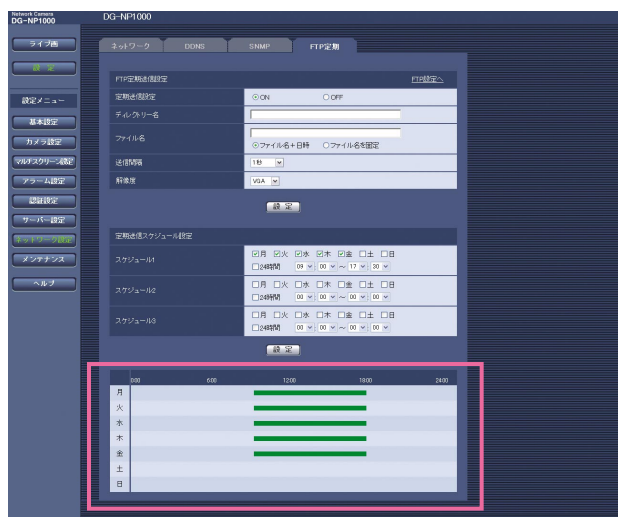 Network Camera
DG-NP1000
DG-NP1000
ライブ画
設 定
設定メニュー
基本設定
カメラ設定
マルチスクリーン設定
アラーム設定
認証設定
サーバー設定
ネットワーク設定
メンテナンス
ヘルプ
ネットワーク DDNS SNMP FTP定期
FTP定期送信設定 FTP設定へ
定期送信設定 ON OFF
ディレクトリー名
ファイル名
ファイル名+日時 ファイル名を固定
送信間隔 1秒
解像度 VGA
設 定
定期送信スケジュール設定
スケジュール1 月 火 水 木 金 土 日
24時間 09 00 ~ 17 30
スケジュール2 月 火 水 木 金 土 日
24時間 00 00 ~ 00 00
スケジュール3 月 火 水 木 金 土 日
24時間 00 00 ~ 00 00
設 定
0:00 6:00 12:00 18:00 24:00
月
火
水
木
金
土
日